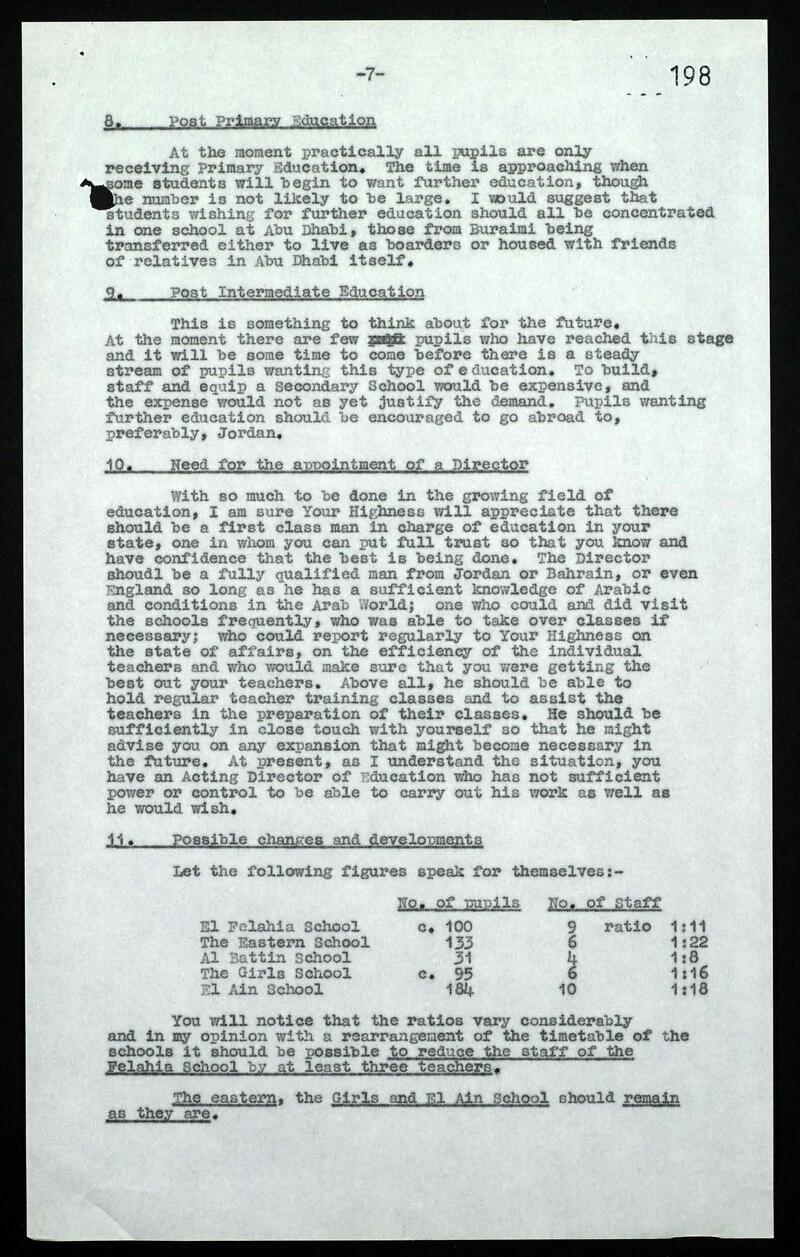 -7-
198
8. Post Primary Education
At the moment practically all pupils are only
receiving Primary Education. The time is approaching when
some students will begin to want further education, though
he number is not likely to be large. I would suggest that
students wishing for further education should all be concentrated
in one school at Abu Dhabi, those from Buraimi being
transferred either to live as boarders or housed with friends
of relatives in Abu Dhabi itself.
9. Post Intermediate Education
This is something to think about for the future.
At the moment there are few pupils who have reached this stage
and it will be some time to come before there is a steady
stream of pupils wanting this type of education. To build,
staff and equip a Secondary School would be expensive, and
the expense would not as yet justify the demand. Pupils wanting
further education should be encouraged to go abroad to,
preferably, Jordan.
10. Need for the appointment of a Director
With so much to be done in the growing field of
education, I am sure Your Highness will appreciate that there
should be a first class man in charge of education in your
state, one in whom you can put full trust so that you know and
have confidence that the best is being done. The Director
shoudl be a fully qualified man from Jordan or Bahrain, or even
England so long as he has a sufficient knowledge of Arabic
and conditions in the Arab World; one who could and did visit
the schools frequently, who was able to take over classes if
necessary; who could report regularly to Your Highness on
the state of affairs, on the efficiency of the individual
teachers and who would make sure that you were getting the
best out your teachers. Above all, he should be able to
hold regular teacher training classes and to assist the
teachers in the preparation of their classes. He should be
sufficiently in close touch with yourself so that he might
advise you on any expansion that might become necessary in
the future. At present, as I understand the situation, you
have an Acting Director of Education who has not sufficient
power or control to be able to carry out his work as well as
he would wish.
11. Possible changes and developments
Let the following figures speak for themselves:-
No. of pupils No. of Staff
El Felahia School c. 100 9 ratio 1:11
The Eastern School 133 6 1:22
Al Battin School 31 4 1:8
The Girls School c. 95 6 1:16
El Ain School 184 10 1:18
You will notice that the ratios vary considerably
and in my opinion with a rearrangement of the timetable of the
schools it should be possible to reduce the staff of the
Felahia School by at least three teachers.
The eastern, the Girls and El Ain School should remain
as they are.